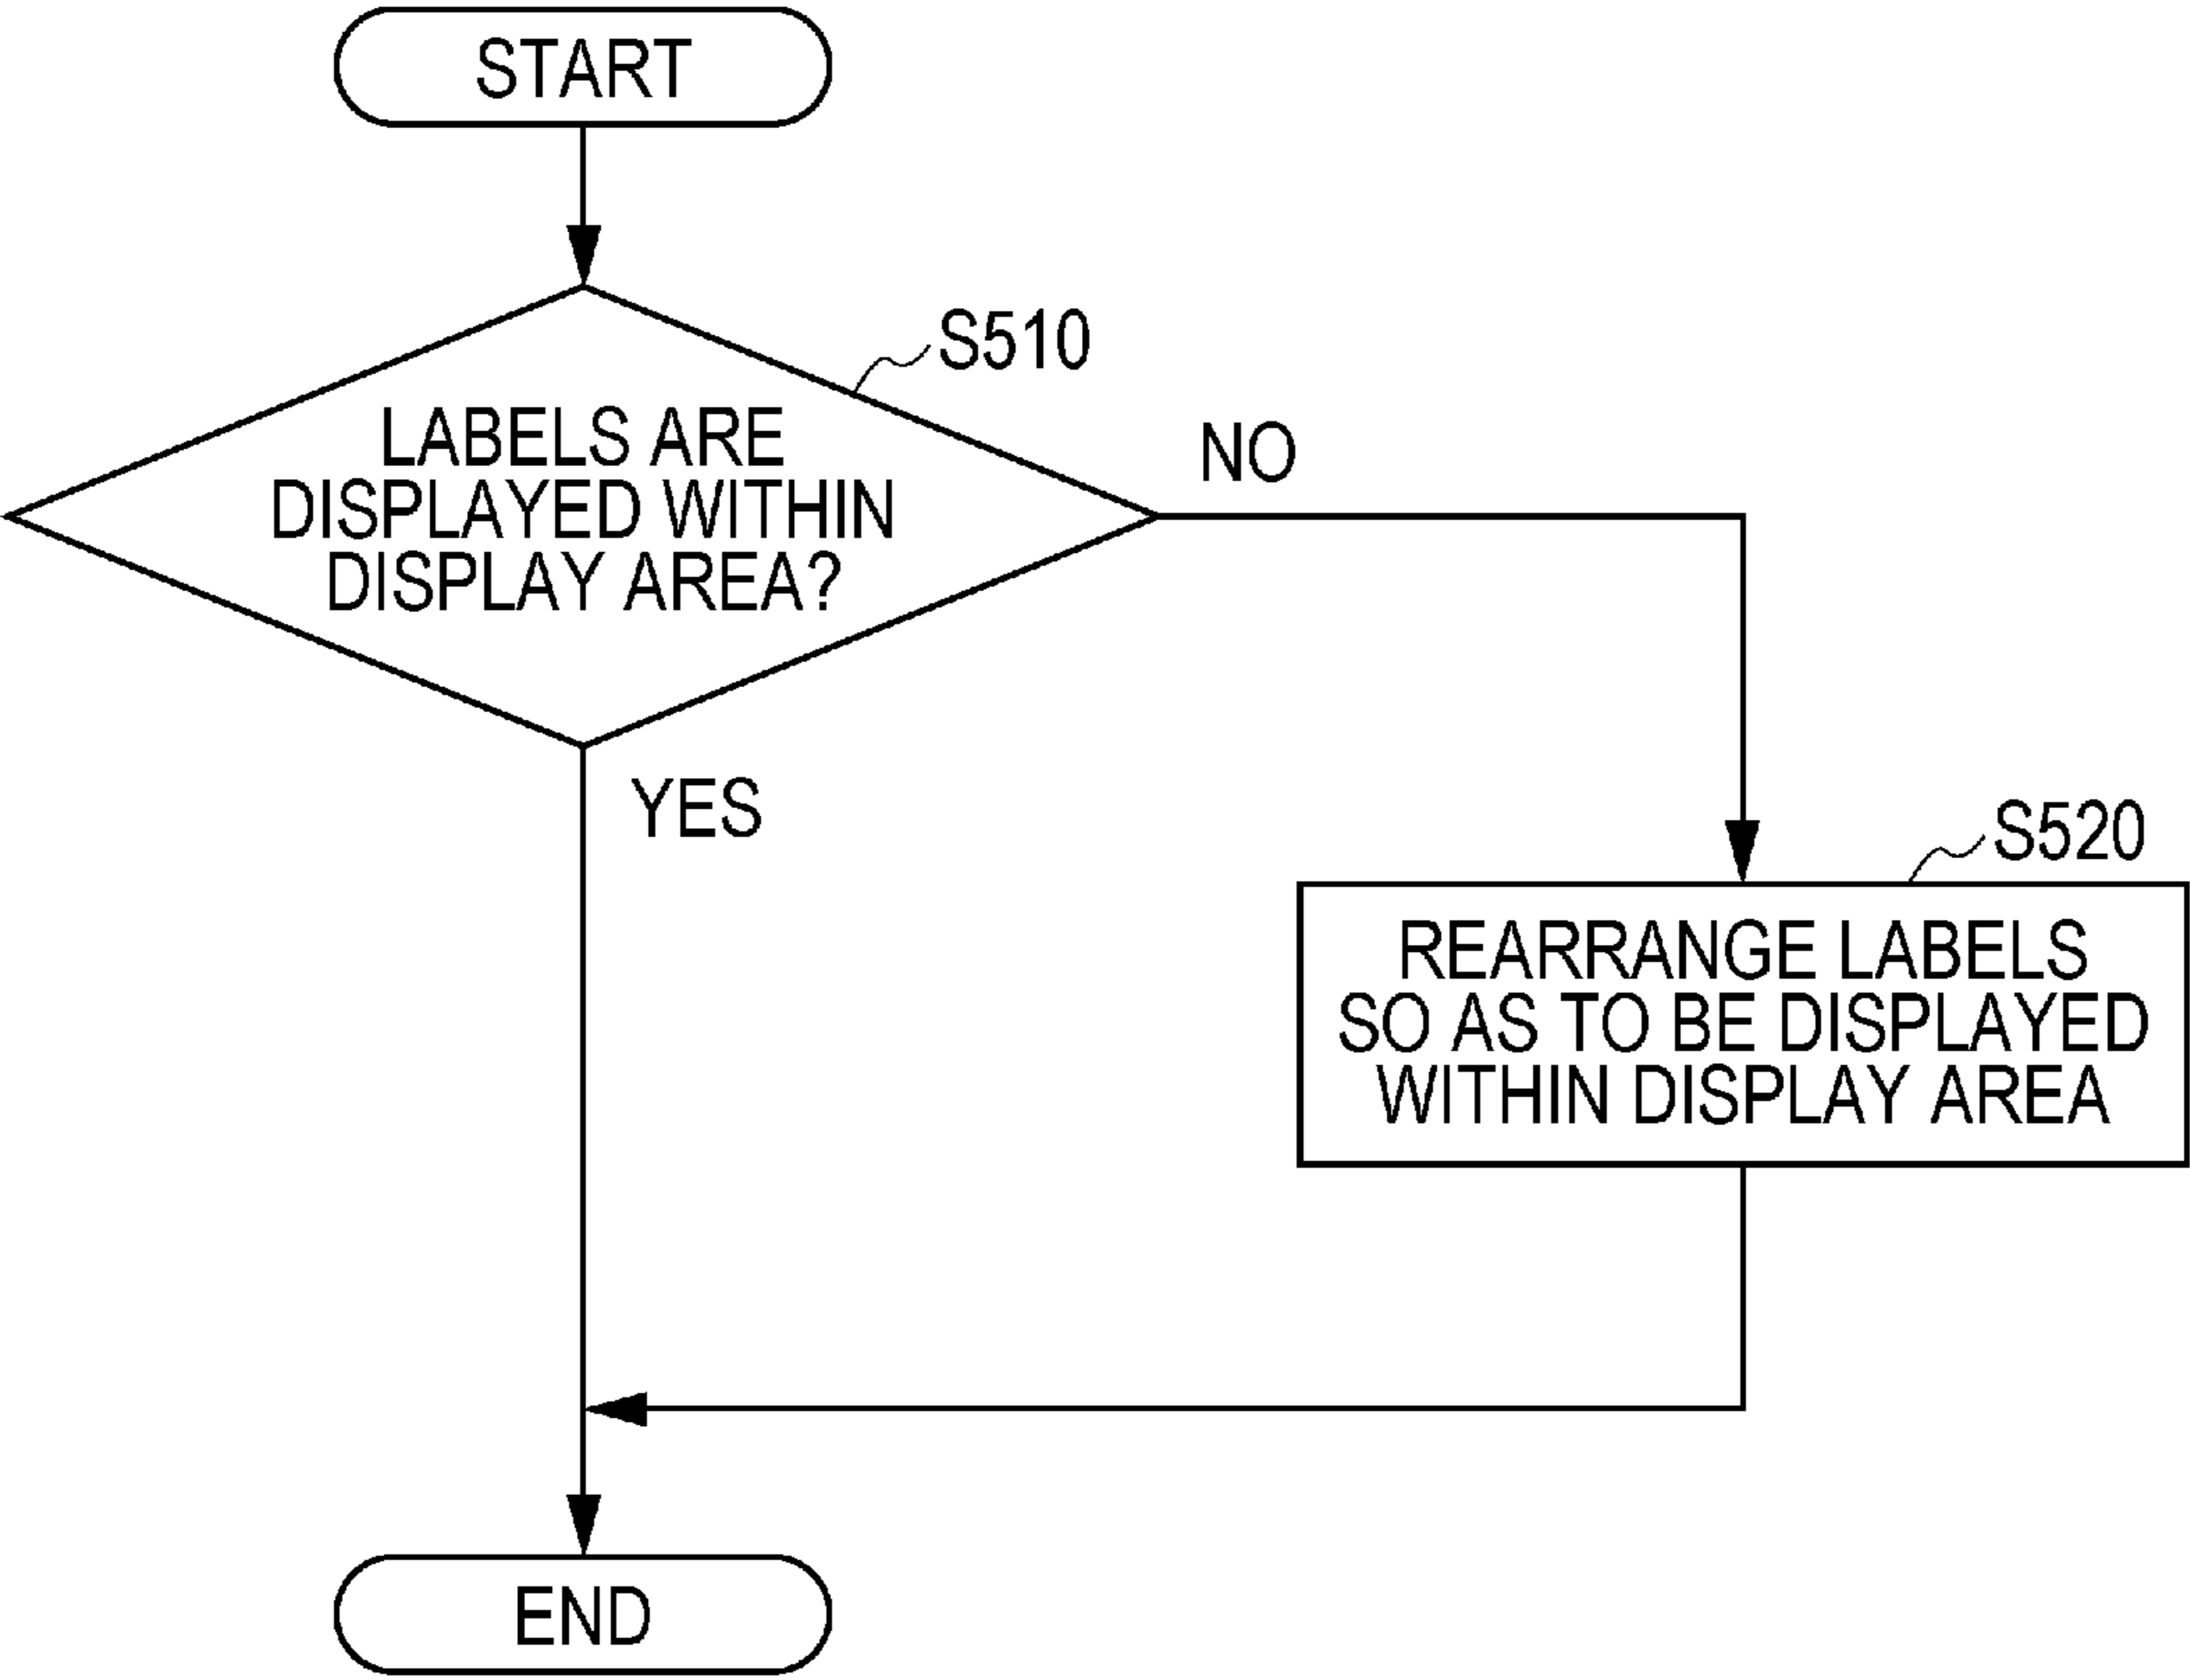 START
S510
LABELS ARE
DISPLAYED WITHIN
DISPLAY AREA?
NO
YES
S520
REARRANGE LABELS
SO AS TO BE DISPLAYED
WITHIN DISPLAY AREA
END